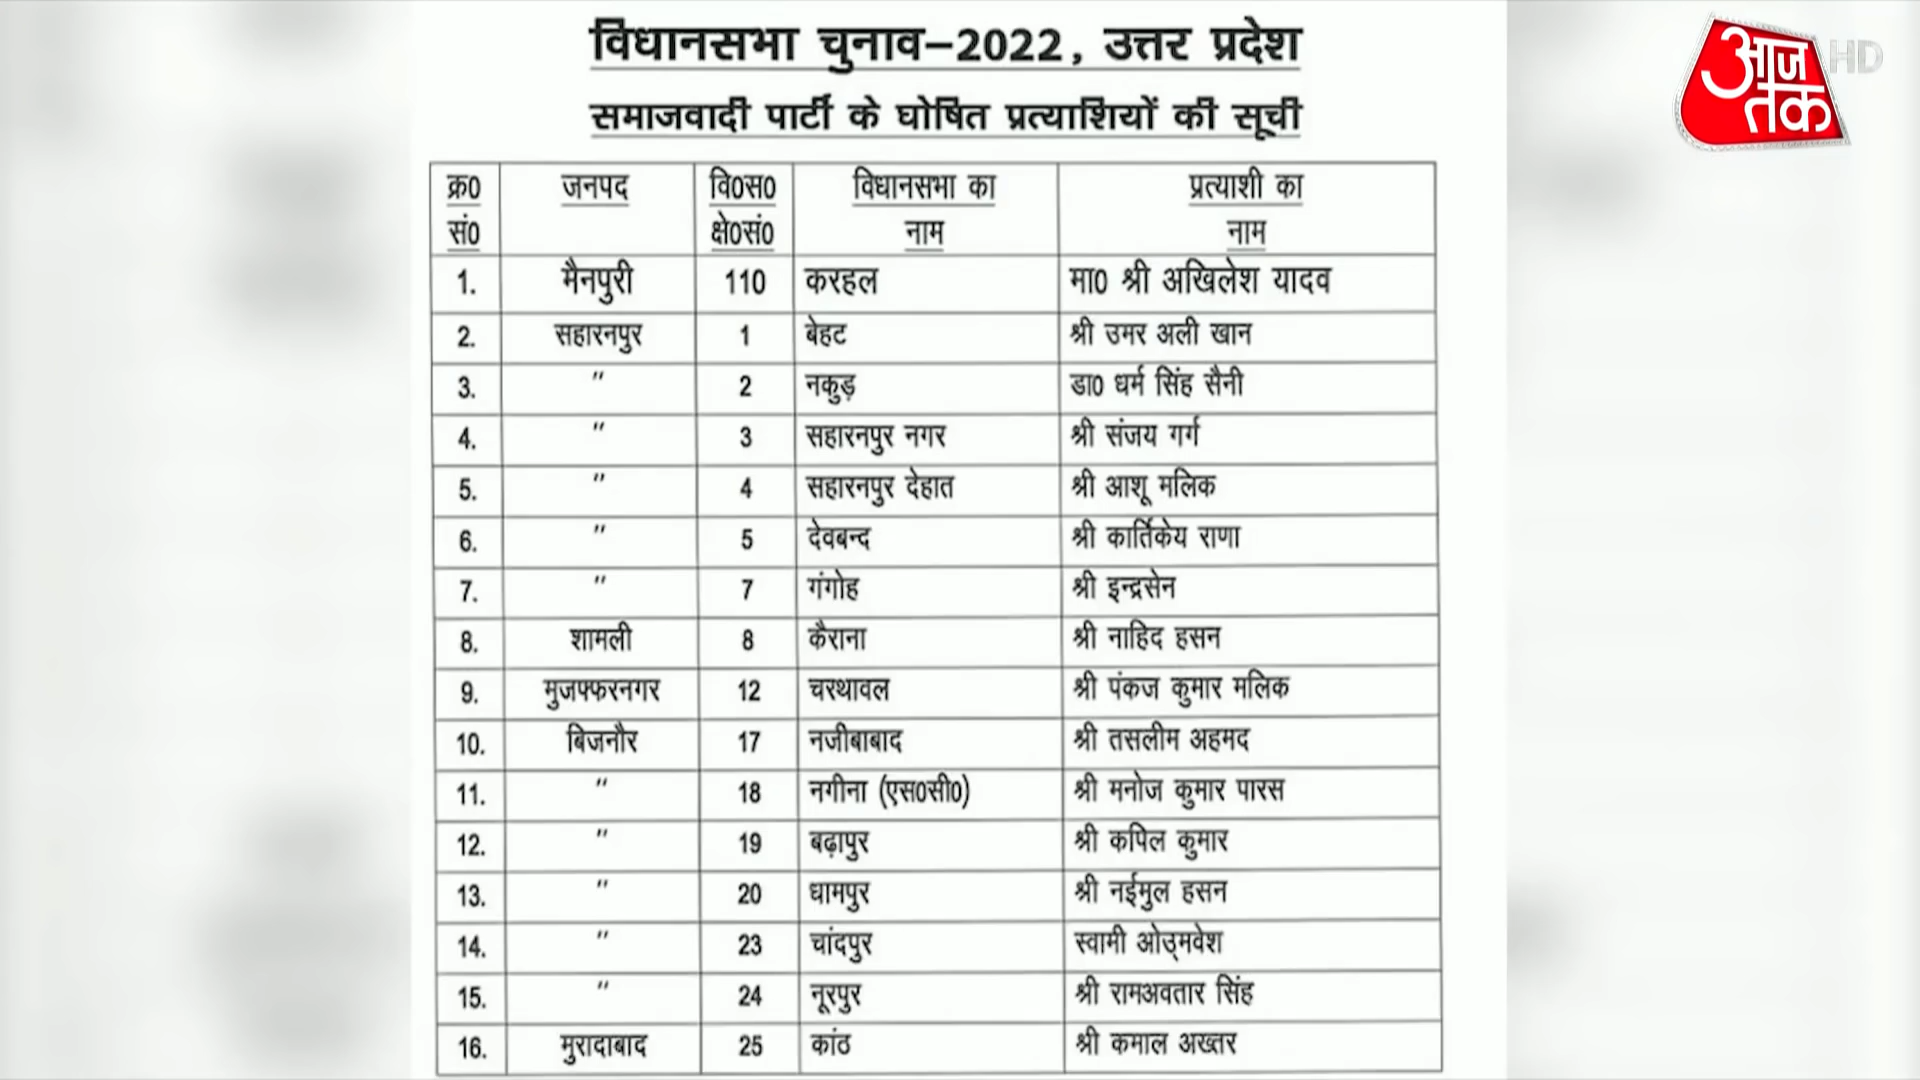 विधानसभा चुनाव–2022, उत्तर प्रदेश
समाजवादी पार्टी के घोषित प्रत्याशियों की सूची
आज तक HD
क्र0 सं0 जनपद वि0स0 क्षे0सं0 विधानसभा का नाम प्रत्याशी का नाम
1. मैनपुरी 110 करहल मा0 श्री अखिलेश यादव
2. सहारनपुर 1 बेहट श्री उमर अली खान
3. " 2 नकुड़ डा0 धर्म सिंह सैनी
4. " 3 सहारनपुर नगर श्री संजय गर्ग
5. " 4 सहारनपुर देहात श्री आशू मलिक
6. " 5 देवबन्द श्री कार्तिकेय राणा
7. " 7 गंगोह श्री इन्द्रसेन
8. शामली 8 कैराना श्री नाहिद हसन
9. मुजफ्फरनगर 12 चरथावल श्री पंकज कुमार मलिक
10. बिजनौर 17 नजीबाबाद श्री तसलीम अहमद
11. " 18 नगीना (एस0सी0) श्री मनोज कुमार पारस
12. " 19 बढ़ापुर श्री कपिल कुमार
13. " 20 धामपुर श्री नईमुल हसन
14. " 23 चांदपुर स्वामी ओउ्मवेश
15. " 24 नूरपुर श्री रामअवतार सिंह
16. मुरादाबाद 25 कांठ श्री कमाल अख्तर